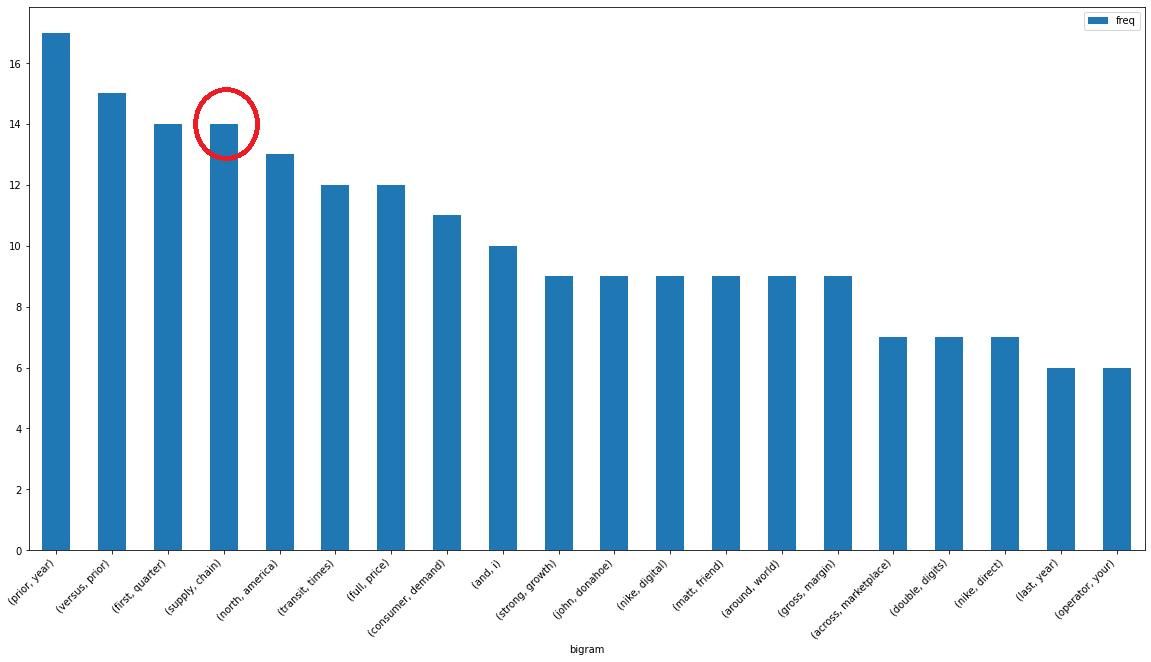 freq
16
14
12
10
8
6
4
2
0
(prior, year)
(versus, prior)
(first, quarter)
(supply, chain)
(north, america)
(transit, times)
(full, price)
(consumer, demand)
(and, i)
(strong, growth)
(john, donahoe)
(nike, digital)
(matt, friend)
(around, world)
(gross, margin)
(across, marketplace)
(double, digits)
(nike, direct)
(last, year)
(operator, your)
bigram